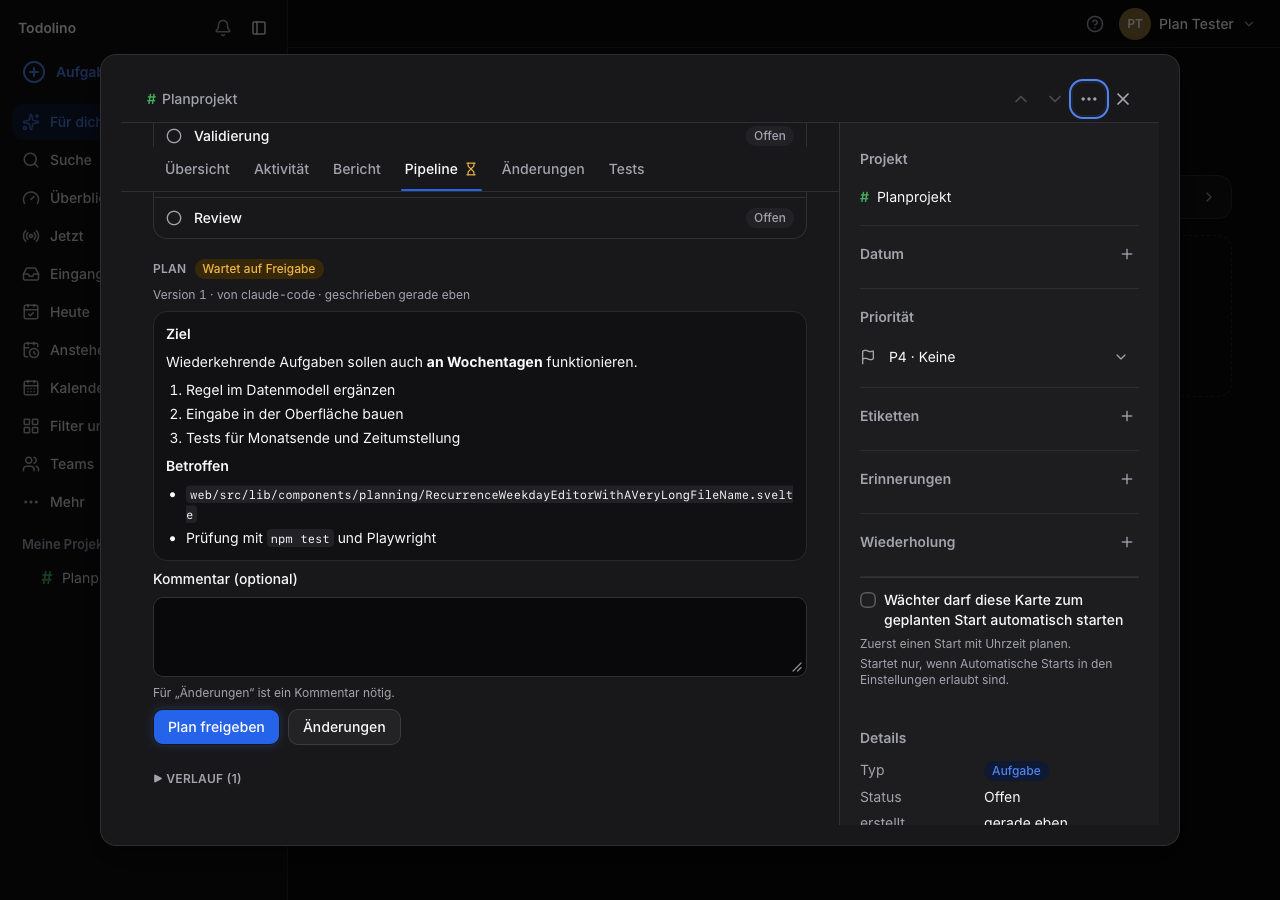 Todolino
PT
Plan Tester
Aufgab
Für dich
Suche
Überbli
Jetzt
Eingang
Heute
Anstehe
Kalende
Filter un
Teams
Mehr
Meine Projek
# Planp
# Planprojekt
Validierung
Offen
Übersicht
Aktivität
Bericht
Pipeline
Änderungen
Tests
Review
Offen
PLAN
Wartet auf Freigabe
Version 1 · von claude-code · geschrieben gerade eben
Ziel
Wiederkehrende Aufgaben sollen auch an Wochentagen funktionieren.
1. Regel im Datenmodell ergänzen
2. Eingabe in der Oberfläche bauen
3. Tests für Monatsende und Zeitumstellung
Betroffen
• web/src/lib/components/planning/RecurrenceWeekdayEditorWithAVeryLongFileName.svelt
e
• Prüfung mit npm test und Playwright
Kommentar (optional)
Für „Änderungen“ ist ein Kommentar nötig.
Plan freigeben
Änderungen
VERLAUF (1)
Projekt
# Planprojekt
Datum
Priorität
P4 · Keine
Etiketten
Erinnerungen
Wiederholung
Wächter darf diese Karte zum
geplanten Start automatisch starten
Zuerst einen Start mit Uhrzeit planen.
Startet nur, wenn Automatische Starts in den
Einstellungen erlaubt sind.
Details
Typ
Aufgabe
Status
Offen
erstellt
gerade eben